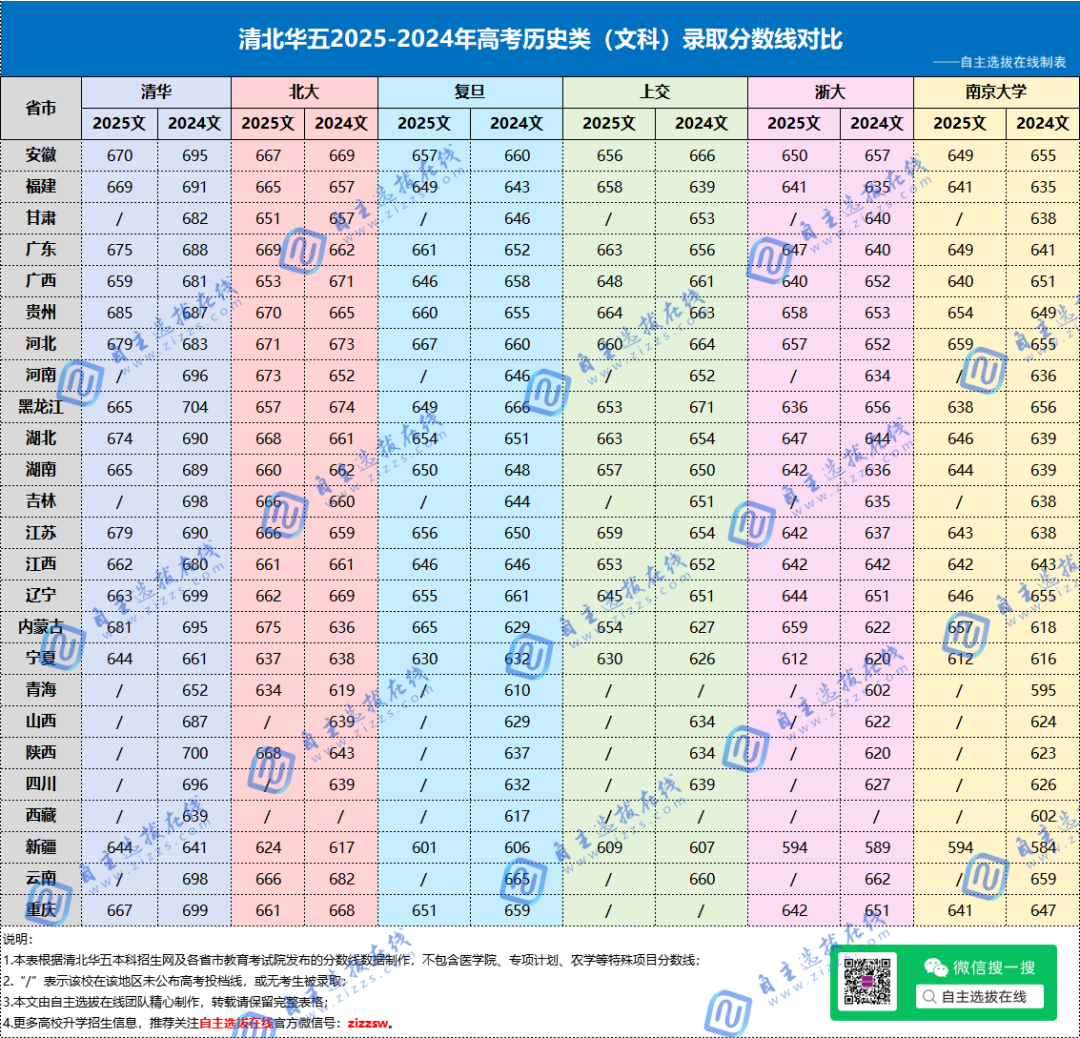 清北华五2025-2024年高考历史类（文科）录取分数线对比
——自主选拔在线制表
省市 清华 北大 复旦 上交 浙大 南京大学
2025文 2024文 2025文 2024文 2025文 2024文 2025文 2024文 2025文 2024文 2025文 2024文
安徽 670 695 667 669 657 660 656 666 650 657 649 655
福建 669 691 665 657 649 643 658 639 641 635 641 635
甘肃 / 682 651 657 / 646 / 653 / 640 / 638
广东 675 688 669 662 661 652 663 656 647 640 649 641
广西 659 681 653 671 646 658 648 661 640 652 640 651
贵州 685 687 670 665 660 655 664 663 658 653 654 649
河北 679 683 671 673 667 660 660 664 657 652 659 655
河南 / 696 673 652 / 646 / 652 / 634 / 636
黑龙江 665 704 657 674 649 666 653 671 636 656 638 656
湖北 674 690 668 661 654 651 663 654 647 644 646 639
湖南 665 689 660 662 650 648 657 650 642 636 644 639
吉林 / 698 666 660 / 644 / 651 / 635 / 638
江苏 679 690 666 659 656 650 659 654 642 637 643 638
江西 662 680 661 661 646 646 653 652 642 642 642 643
辽宁 663 699 662 669 655 661 645 651 644 651 646 655
内蒙古 681 695 675 636 665 629 654 627 659 622 657 618
宁夏 644 661 637 638 630 632 630 626 612 620 612 616
青海 / 652 634 619 / 610 / / / 602 / 595
山西 / 687 / 639 / 629 / 634 / 622 / 624
陕西 / 700 668 643 / 637 / 634 / 620 / 623
四川 / 696 / 639 / 632 / 639 / 627 / 626
西藏 / 639 / / / 617 / / / / / 602
新疆 644 641 624 617 601 606 609 607 594 589 594 584
云南 / 698 666 682 / 665 / 660 / 662 / 659
重庆 667 699 661 668 651 659 / / 642 651 641 647
说明：
1.本表根据清北华五本科招生网及各省市教育考试院发布的分数线数据制作，不包含医学院、专项计划、农学等特殊项目分数线；
2.“/”表示该校在该地区未公布高考投档线，或无考生被录取；
3.本文由自主选拔在线团队精心制作，转载请保留完整表格；
4.更多高校升学招生信息，推荐关注自主选拔在线官方微信号：zizzsw。
微信搜一搜
自主选拔在线
自主选拔在线
www.zizzs.com